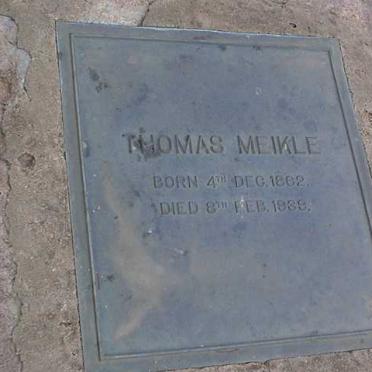 THOMAS MEIKLE
BORN 4TH DEC. 1862.
DIED 8TH FEB. 1939.